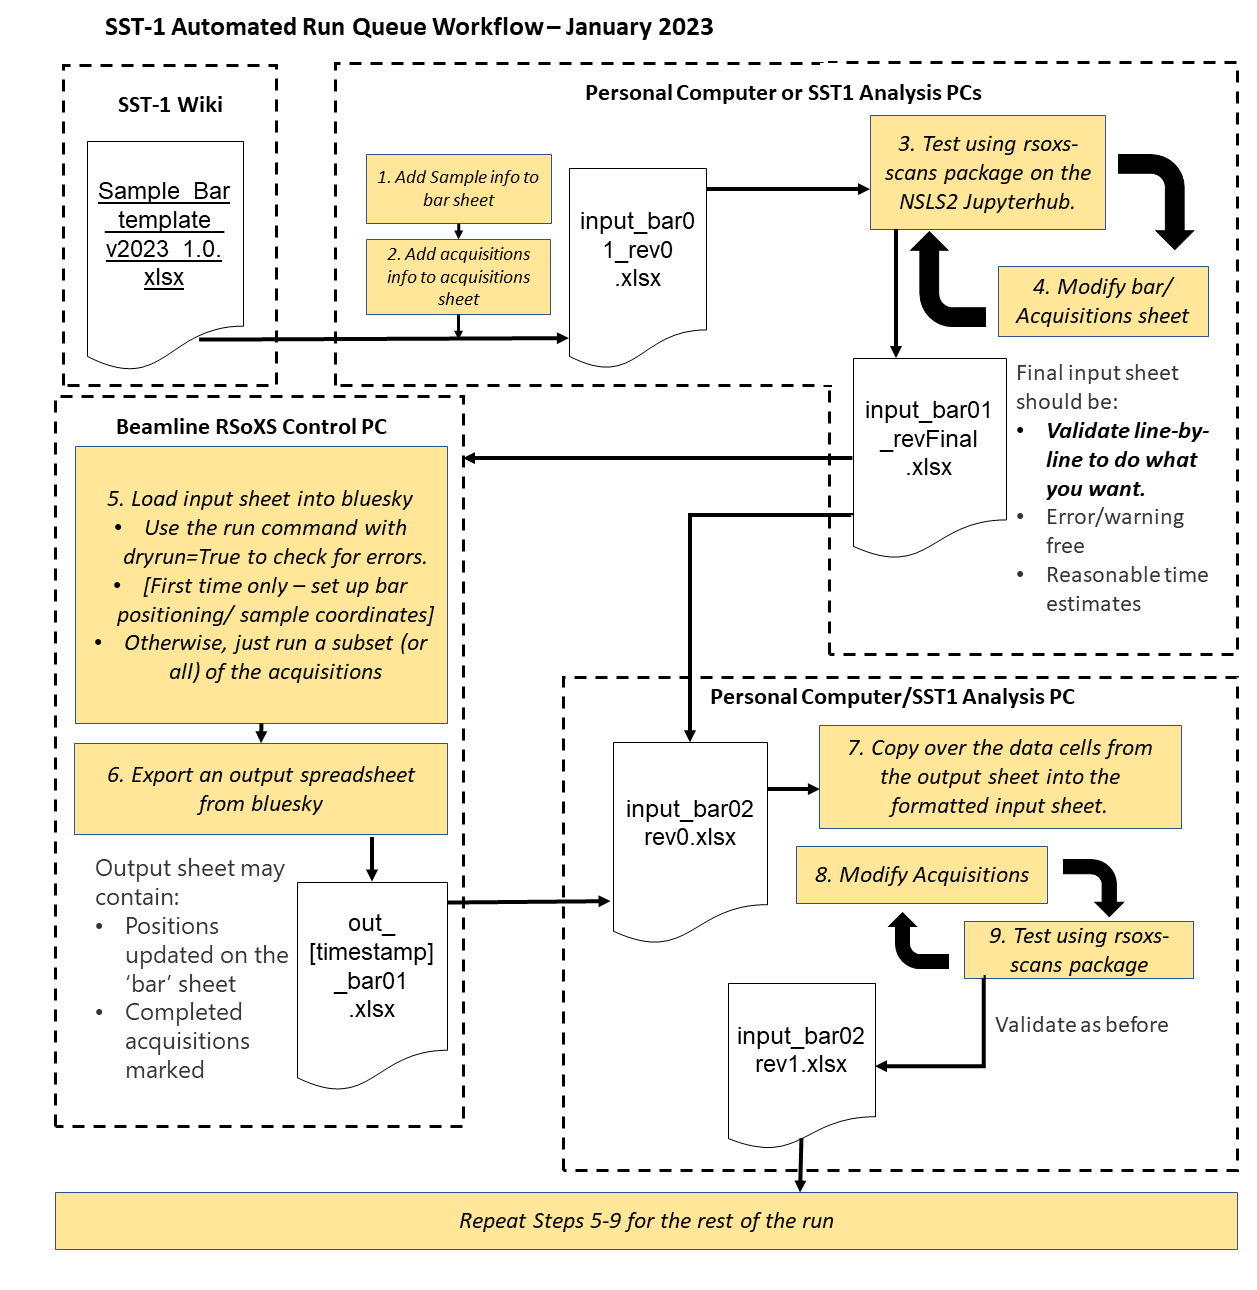 SST-1 Automated Run Queue Workflow – January 2023
SST-1 Wiki
Sample_Bar
_template_
v2023_1.0.
xlsx
Personal Computer or SST1 Analysis PCs
1. Add Sample info to
bar sheet
2. Add acquisitions
info to acquisitions
sheet
input_bar0
1_rev0
.xlsx
3. Test using rsoxs-
scans package on the
NSLS2 Jupyterhub.
4. Modify bar/
Acquisitions sheet
input_bar01
_revFinal
.xlsx
Final input sheet
should be:
• Validate line-by-
line to do what
you want.
• Error/warning
free
• Reasonable time
estimates
Beamline RSoXS Control PC
5. Load input sheet into bluesky
• Use the run command with
dryrun=True to check for errors.
• [First time only – set up bar
positioning/ sample coordinates]
• Otherwise, just run a subset (or
all) of the acquisitions
6. Export an output spreadsheet
from bluesky
Output sheet may
contain:
• Positions
updated on the
‘bar’ sheet
• Completed
acquisitions
marked
out_
[timestamp]
_bar01
.xlsx
Personal Computer/SST1 Analysis PC
input_bar02
rev0.xlsx
7. Copy over the data cells from
the output sheet into the
formatted input sheet.
8. Modify Acquisitions
9. Test using rsoxs-
scans package
Validate as before
input_bar02
rev1.xlsx
Repeat Steps 5-9 for the rest of the run